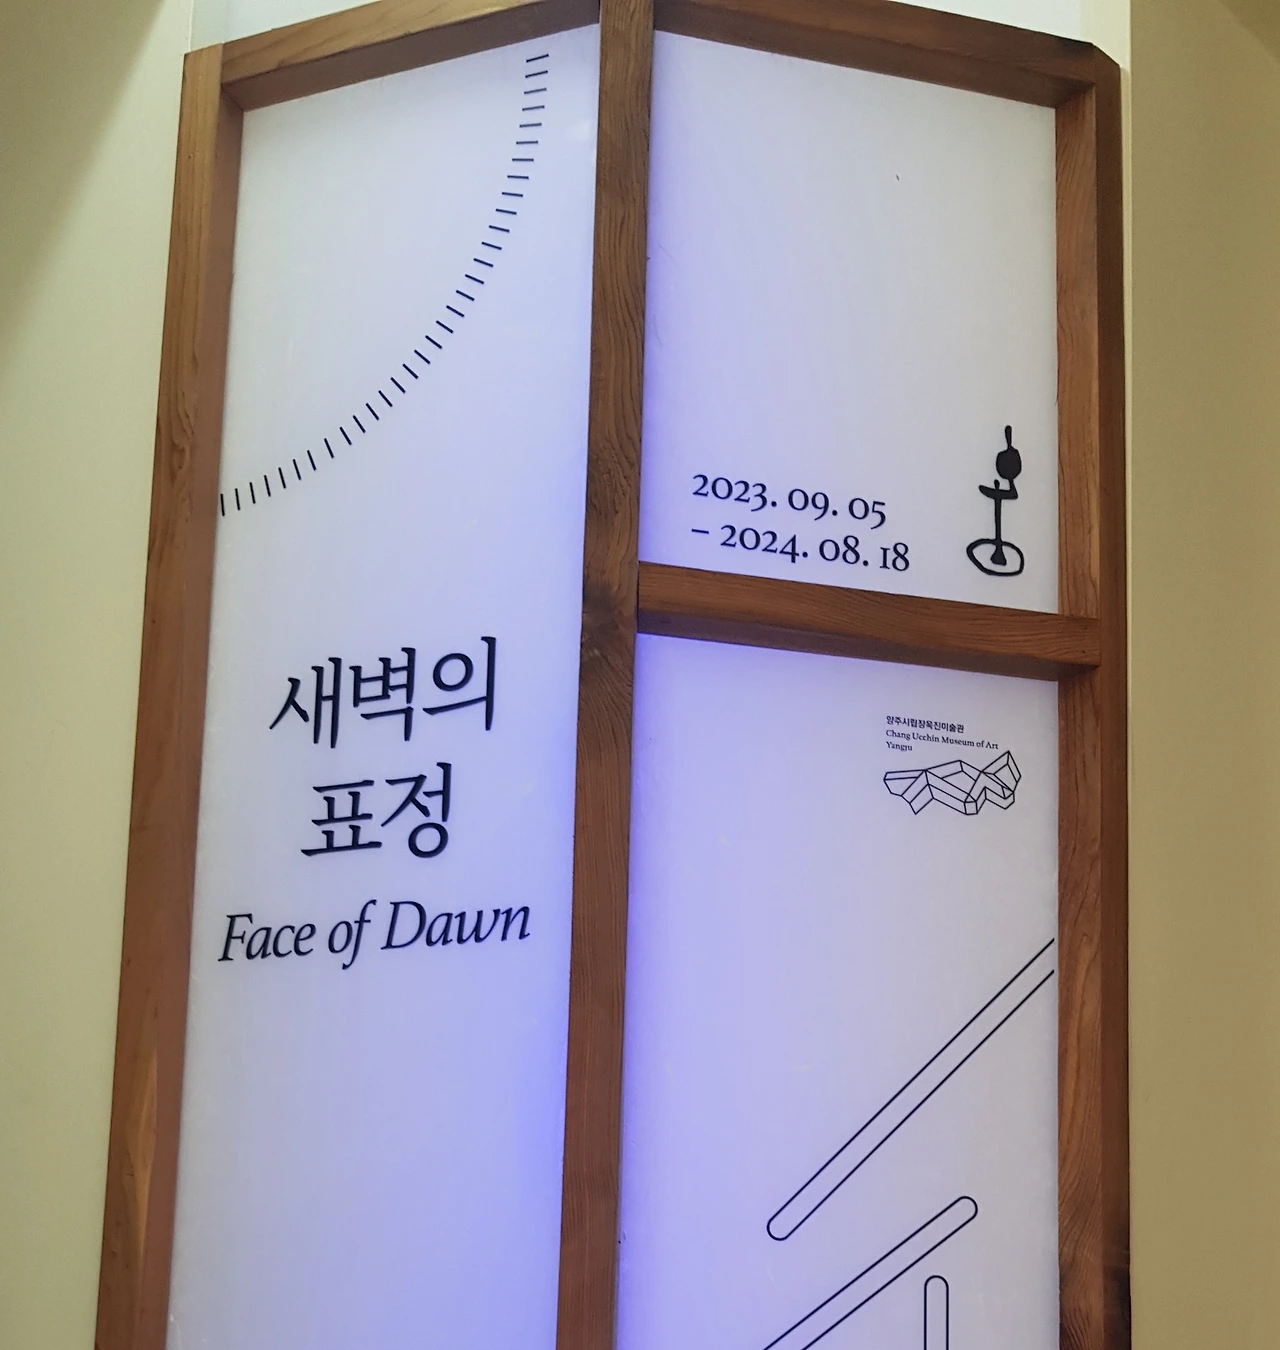 새벽의
표정
Face of Dawn
2023. 09. 05
– 2024. 08. 18
양주시립장욱진미술관
Chang Ucchin Museum of Art
Yangju